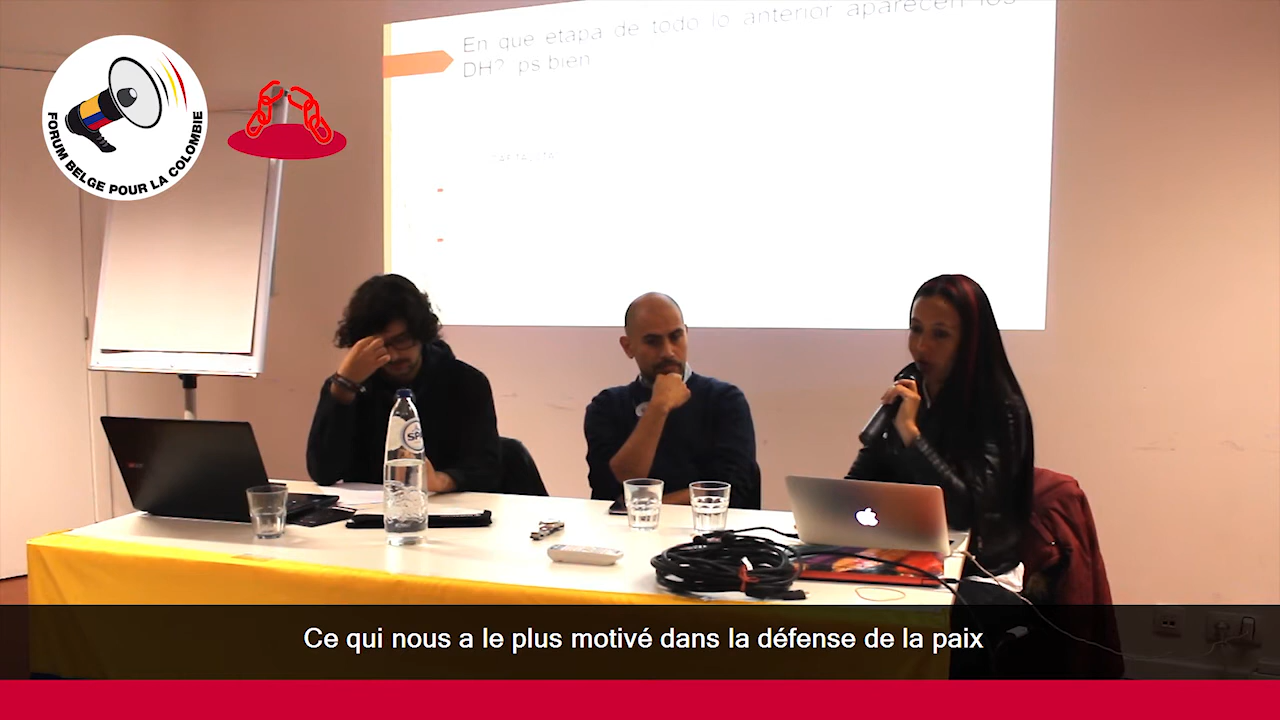 En que etapa de todo lo anterior aparecen los
DH? ps bien
FORUM BELGE POUR LA COLOMBIE
SPA
Ce qui nous a le plus motivé dans la défense de la paix